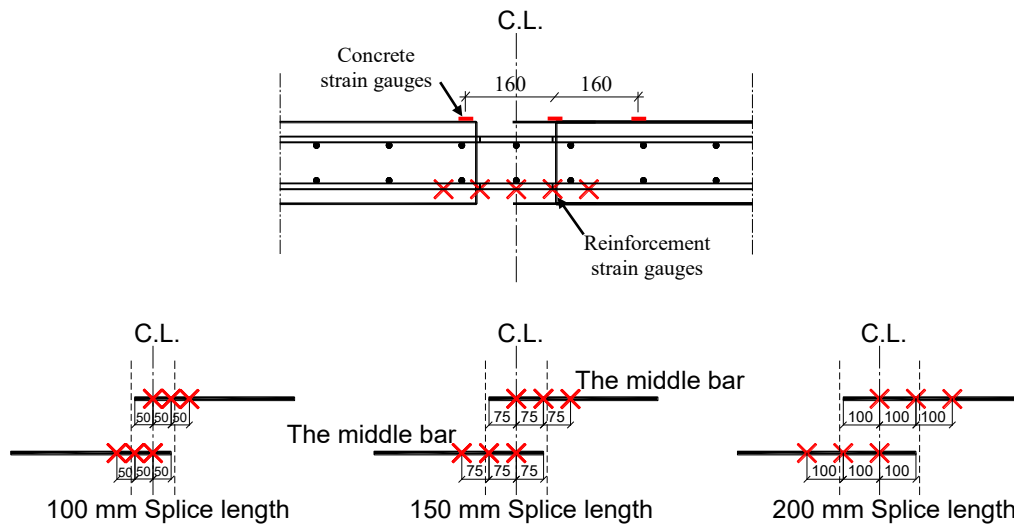 C.L.
Concrete
strain gauges
160
160
Reinforcement
strain gauges
C.L.
C.L.
C.L.
The middle bar
50 50 50
75 75 75
100 100 100
The middle bar
50 50 50
75 75 75
100 100 100
100 mm Splice length
150 mm Splice length
200 mm Splice length